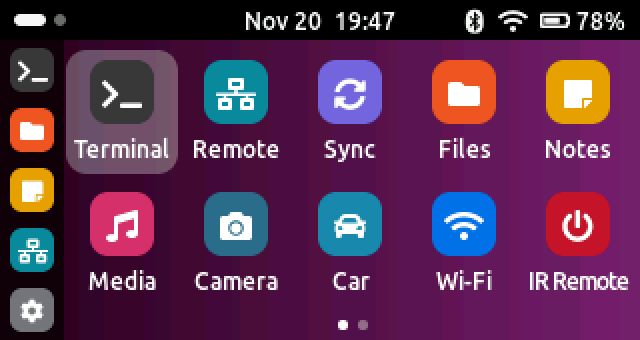 Nov 20 19:47 78%
Terminal Remote Sync Files Notes
Media Camera Car Wi-Fi IR Remote